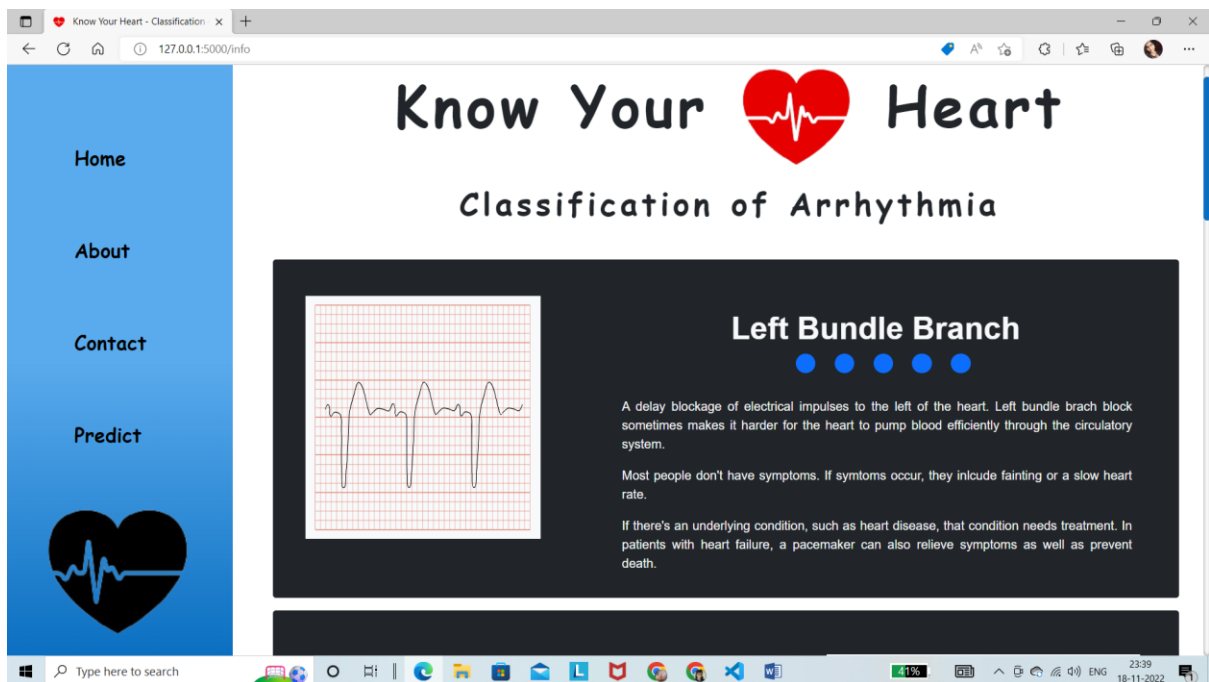 Know Your Heart - Classification
127.0.0.1:5000/info
Know Your Heart
Classification of Arrhythmia
Home
About
Contact
Predict
Left Bundle Branch
A delay blockage of electrical impulses to the left of the heart. Left bundle brach block
sometimes makes it harder for the heart to pump blood efficiently through the circulatory
system.
Most people don't have symptoms. If symtoms occur, they inlcude fainting or a slow heart
rate.
If there's an underlying condition, such as heart disease, that condition needs treatment. In
patients with heart failure, a pacemaker can also relieve symptoms as well as prevent
death.
Type here to search
41%
ENG
23:39
18-11-2022